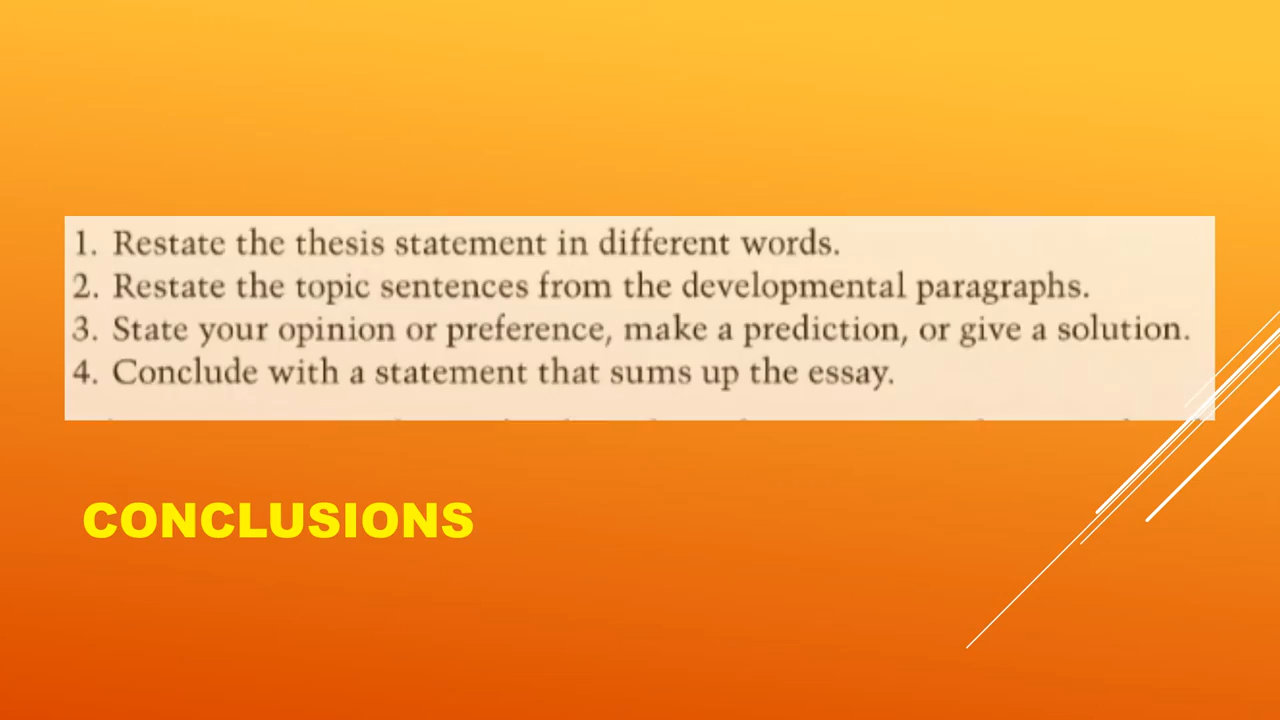 1. Restate the thesis statement in different words.
2. Restate the topic sentences from the developmental paragraphs.
3. State your opinion or preference, make a prediction, or give a solution.
4. Conclude with a statement that sums up the essay.
CONCLUSIONS